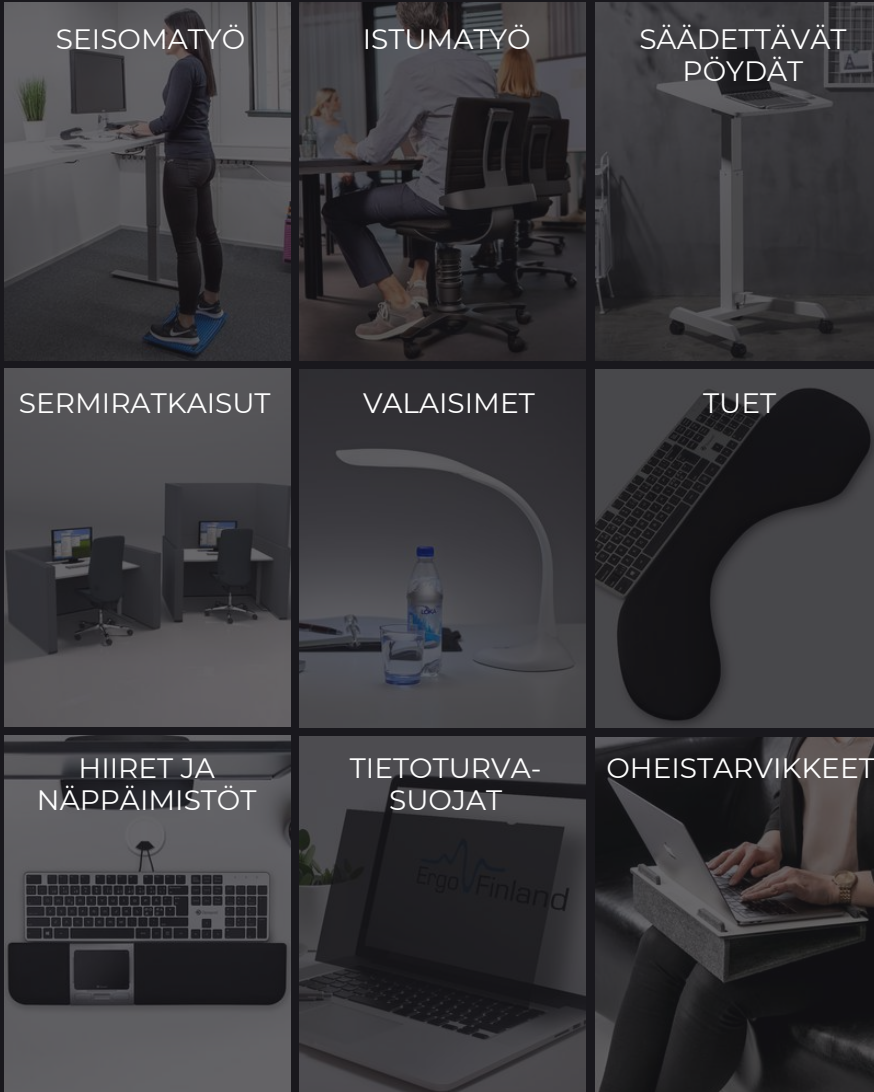 SEISOMATYÖ
ISTUMATYÖ
SÄÄDETTÄVÄT
PÖYDÄT
SERMIRATKAISUT
VALAISIMET
TUET
HIIRET JA
NÄPPÄIMISTÖT
TIETOTURVA-
SUOJAT
OHEISTARVIKKEET
ErgoFinland